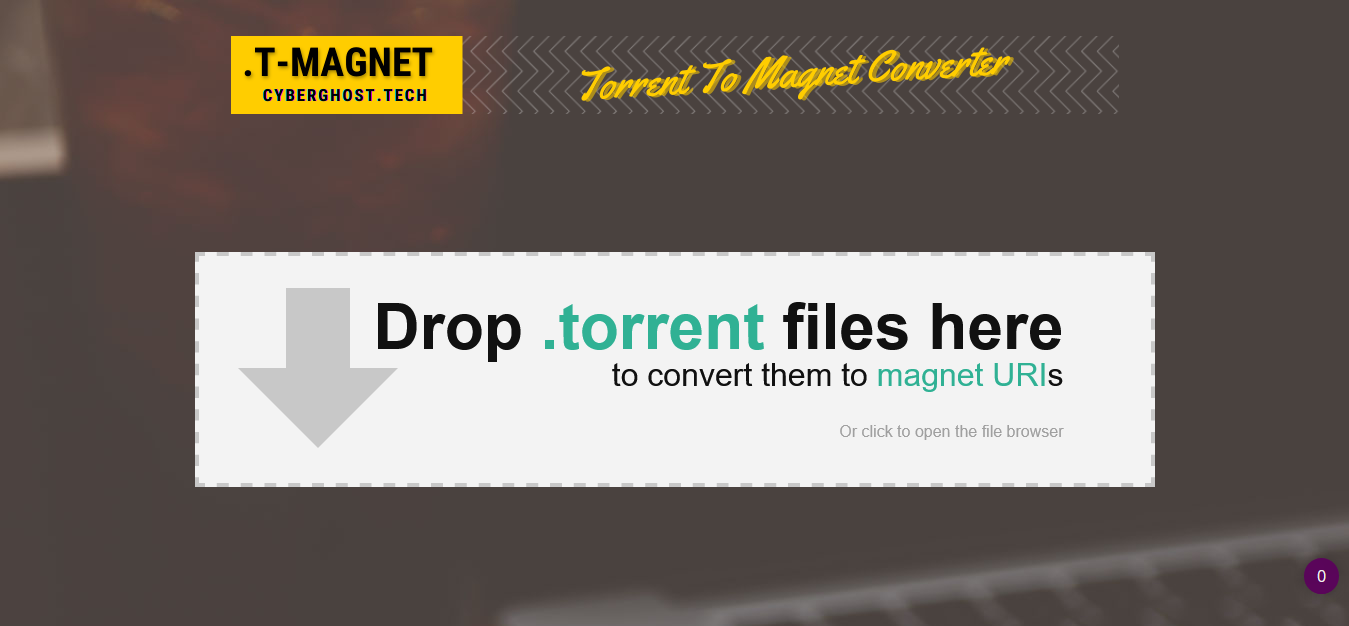 .T-MAGNET
CYBERGHOST.TECH
Torrent To Magnet Converter
Drop .torrent files here
to convert them to magnet URIs
Or click to open the file browser
0